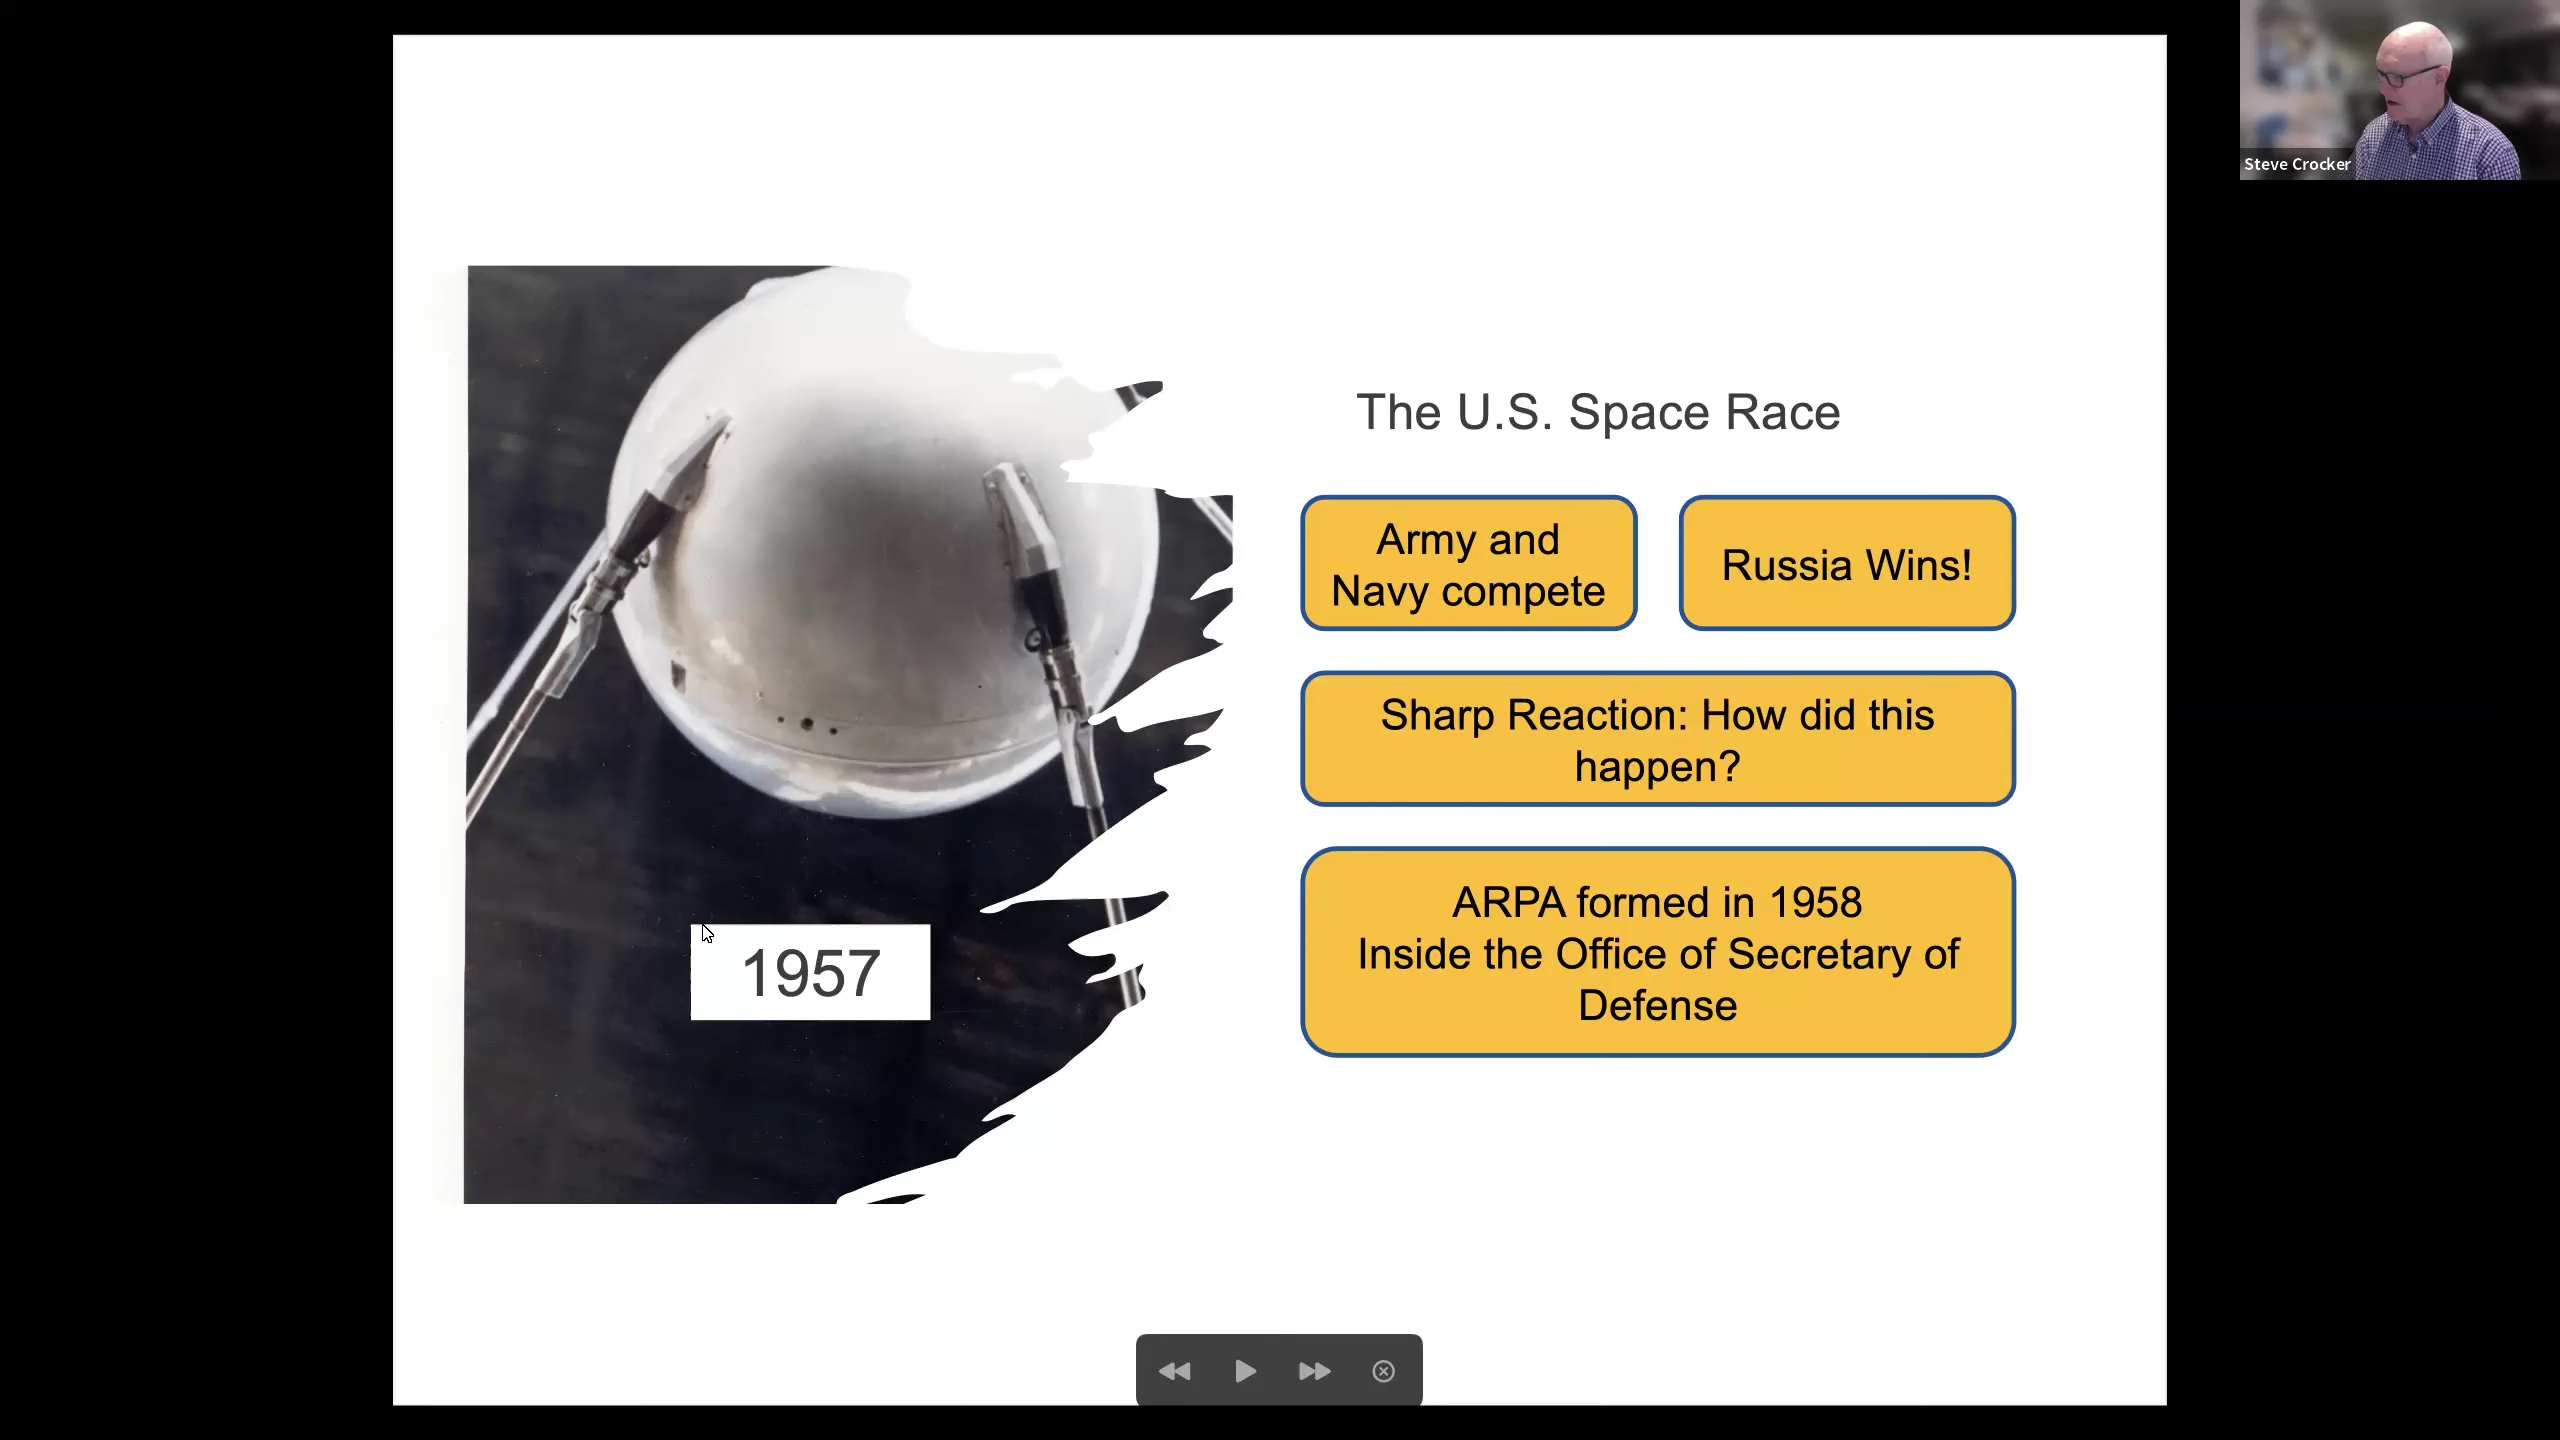 Steve Crocker
The U.S. Space Race
Army and
Navy compete
Russia Wins!
Sharp Reaction: How did this
happen?
ARPA formed in 1958
Inside the Office of Secretary of
Defense
1957